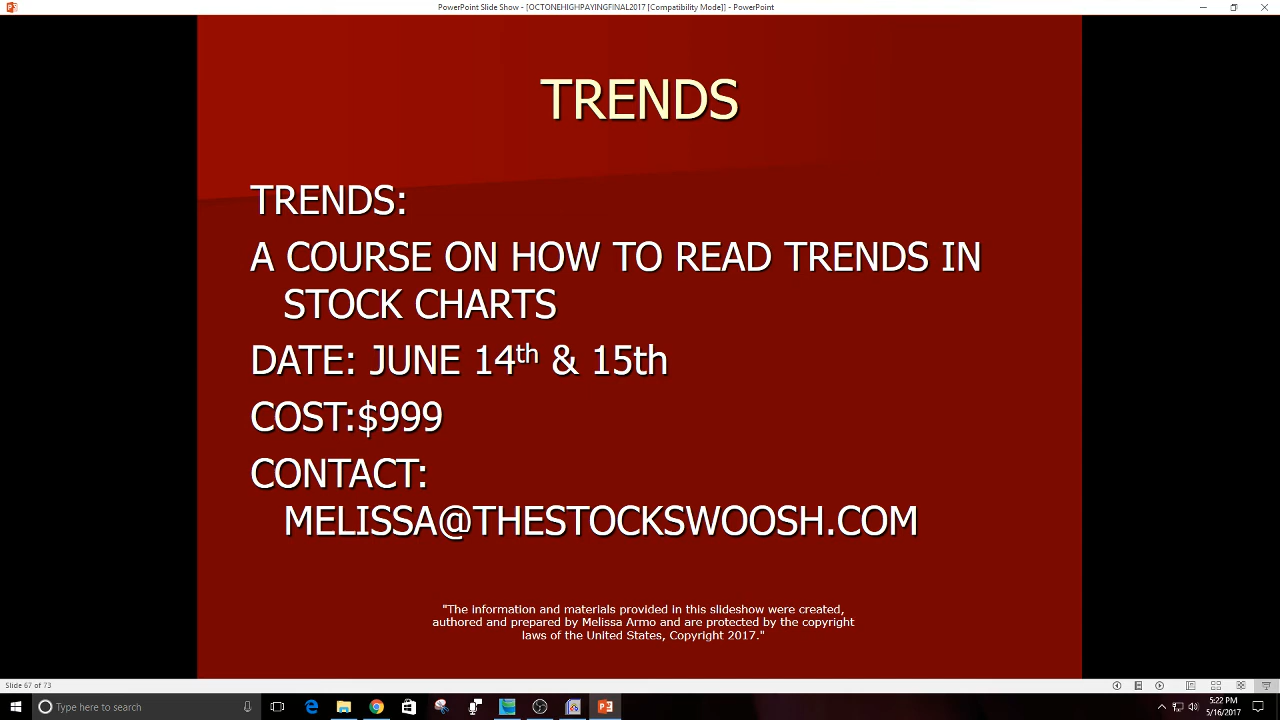 PowerPoint Slide Show - [OCTONEHIGHPAYINGFINAL2017 [Compatibility Mode]] - PowerPoint
TRENDS
TRENDS:
A COURSE ON HOW TO READ TRENDS IN
STOCK CHARTS
DATE: JUNE 14th & 15th
COST:$999
CONTACT:
MELISSA@THESTOCKSWOOSH.COM
"The information and materials provided in this slideshow were created,
authored and prepared by Melissa Armo and are protected by the copyright
laws of the United States, Copyright 2017."
Slide 67 of 73
Type here to search
5:22 PM
5/16/2017